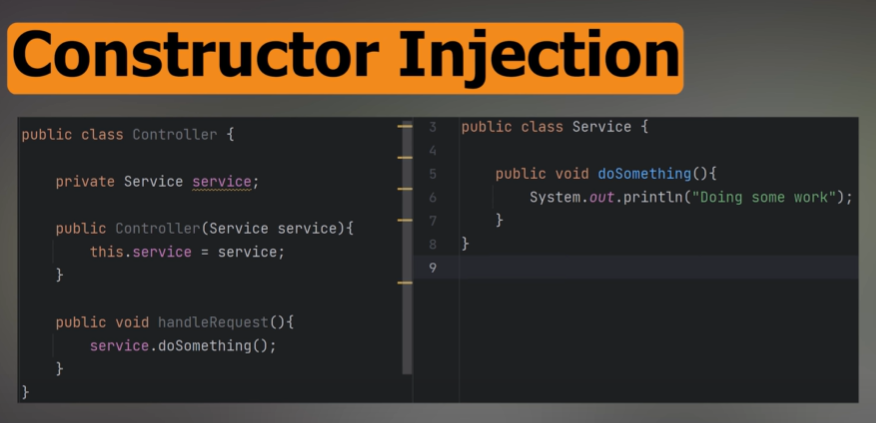 Constructor Injection
public class Controller {
private Service service;
public Controller(Service service){
this.service = service;
}
public void handleRequest(){
service.doSomething();
}
}
3 public class Service {
4
5 public void doSomething(){
6 System.out.println("Doing some work");
7 }
8 }
9